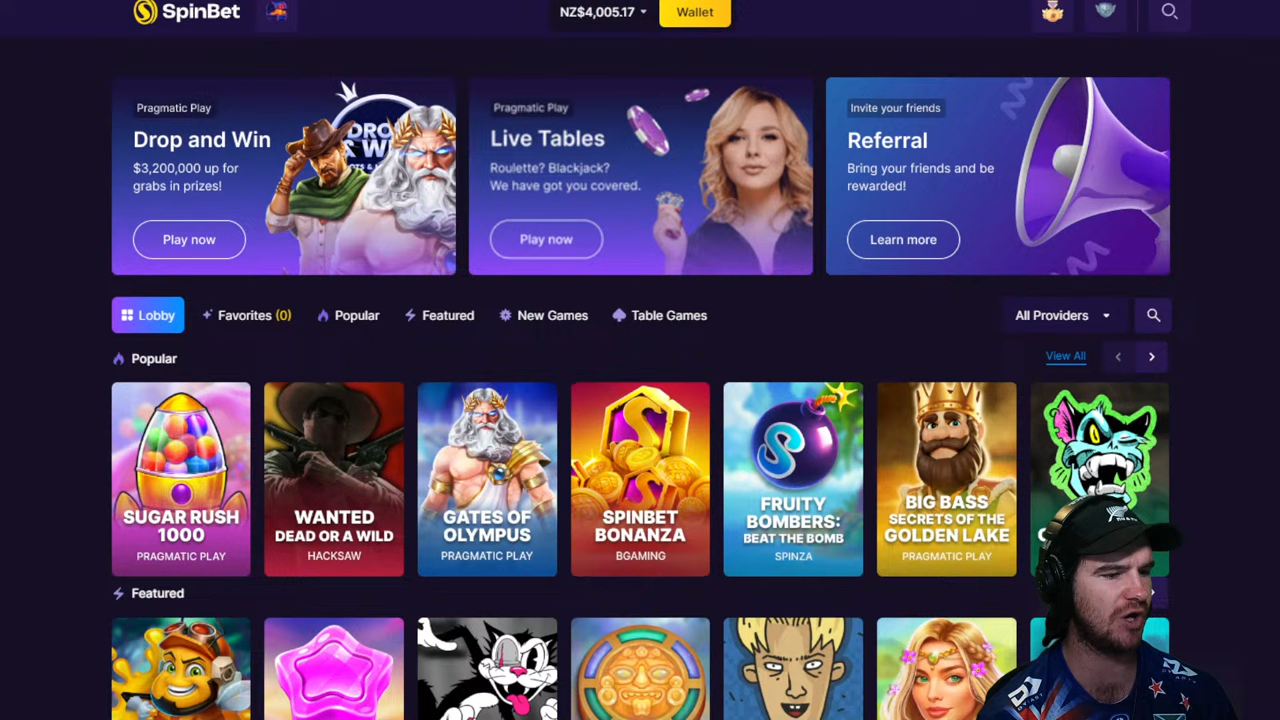 SpinBet
NZ$4,005.17
Wallet
Pragmatic Play
Drop and Win
$3,200,000 up for
grabs in prizes!
Play now
Pragmatic Play
Live Tables
Roulette? Blackjack?
We have got you covered.
Play now
Invite your friends
Referral
Bring your friends and be
rewarded!
Learn more
Lobby
Favorites (0)
Popular
Featured
New Games
Table Games
All Providers
Popular
View All
SUGAR RUSH
1000
PRAGMATIC PLAY
WANTED
DEAD OR A WILD
HACKSAW
GATES OF
OLYMPUS
PRAGMATIC PLAY
SPINBET
BONANZA
BGAMING
FRUITY
BOMBERS:
BEAT THE BOMB
SPINZA
BIG BASS
SECRETS OF THE
GOLDEN LAKE
PRAGMATIC PLAY
Featured